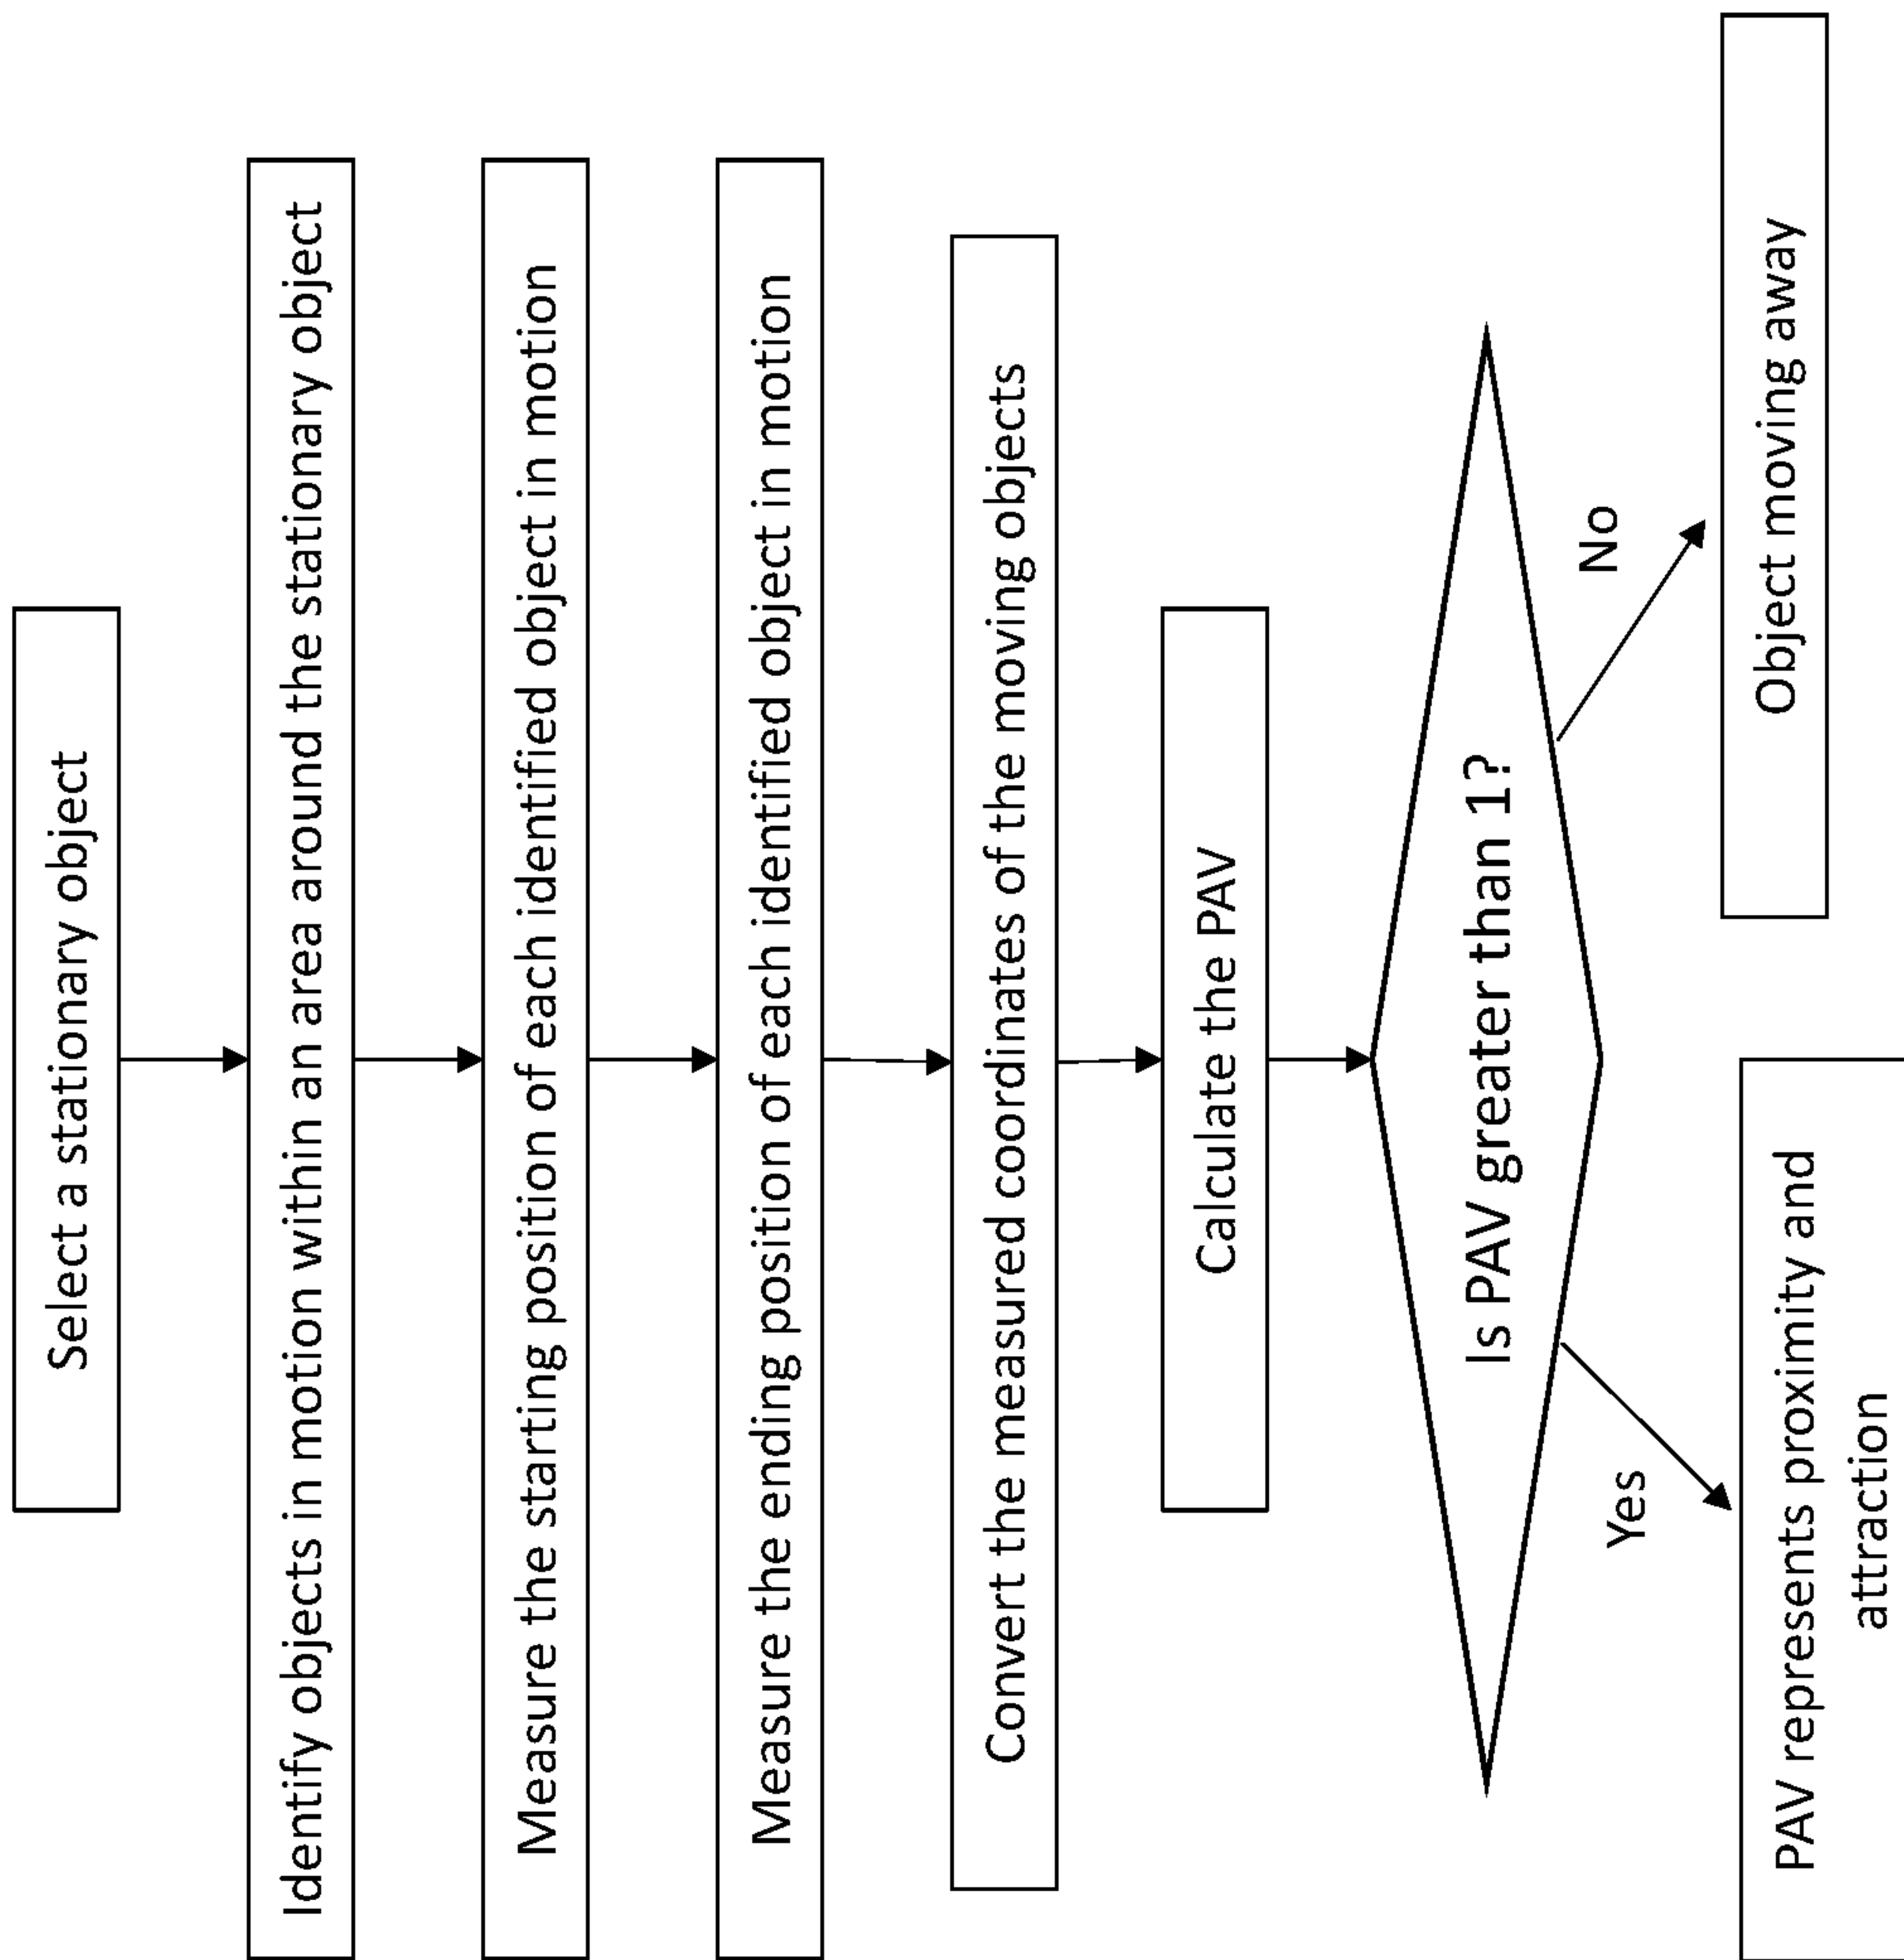 Select a stationary object
Identify objects in motion within an area around the stationary object
Measure the starting position of each identified object in motion
Measure the ending position of each identified object in motion
Convert the measured coordinates of the moving objects
Calculate the PAV
Is PAV greater than 1?
Yes
No
PAV represents proximity and
attraction
Object moving away